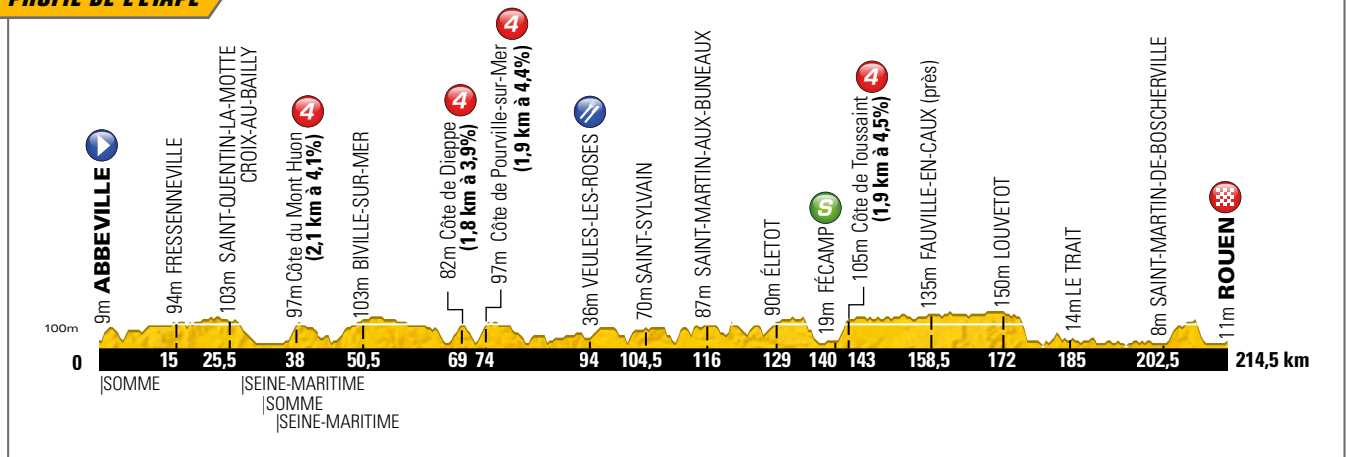 PROFIL DE L'ÉTAPE
9m ABBEVILLE
94m FRESSENNEVILLE
103m SAINT-QUENTIN-LA-MOTTE
CROIX-AU-BAILLY
4
97m Côte du Mont Huon
(2,1 km à 4,1%)
103m BIVILLE-SUR-MER
4
82m Côte de Dieppe
(1,8 km à 3,9%)
4
97m Côte de Pourville-sur-Mer
(1,9 km à 4,4%)
36m VEULES-LES-ROSES
70m SAINT-SYLVAIN
87m SAINT-MARTIN-AUX-BUNEAUX
90m ÉLETOT
S
19m FÉCAMP
4
105m Côte de Toussaint
(1,9 km à 4,5%)
135m FAUVILLE-EN-CAUX (près)
150m LOUVETOT
14m LE TRAIT
8m SAINT-MARTIN-DE-BOSCHERVILLE
11m ROUEN
100m
0 15 25,5 38 50,5 69 74 94 104,5 116 129 140 143 158,5 172 185 202,5 214,5 km
|SOMME |SEINE-MARITIME
|SOMME
|SEINE-MARITIME